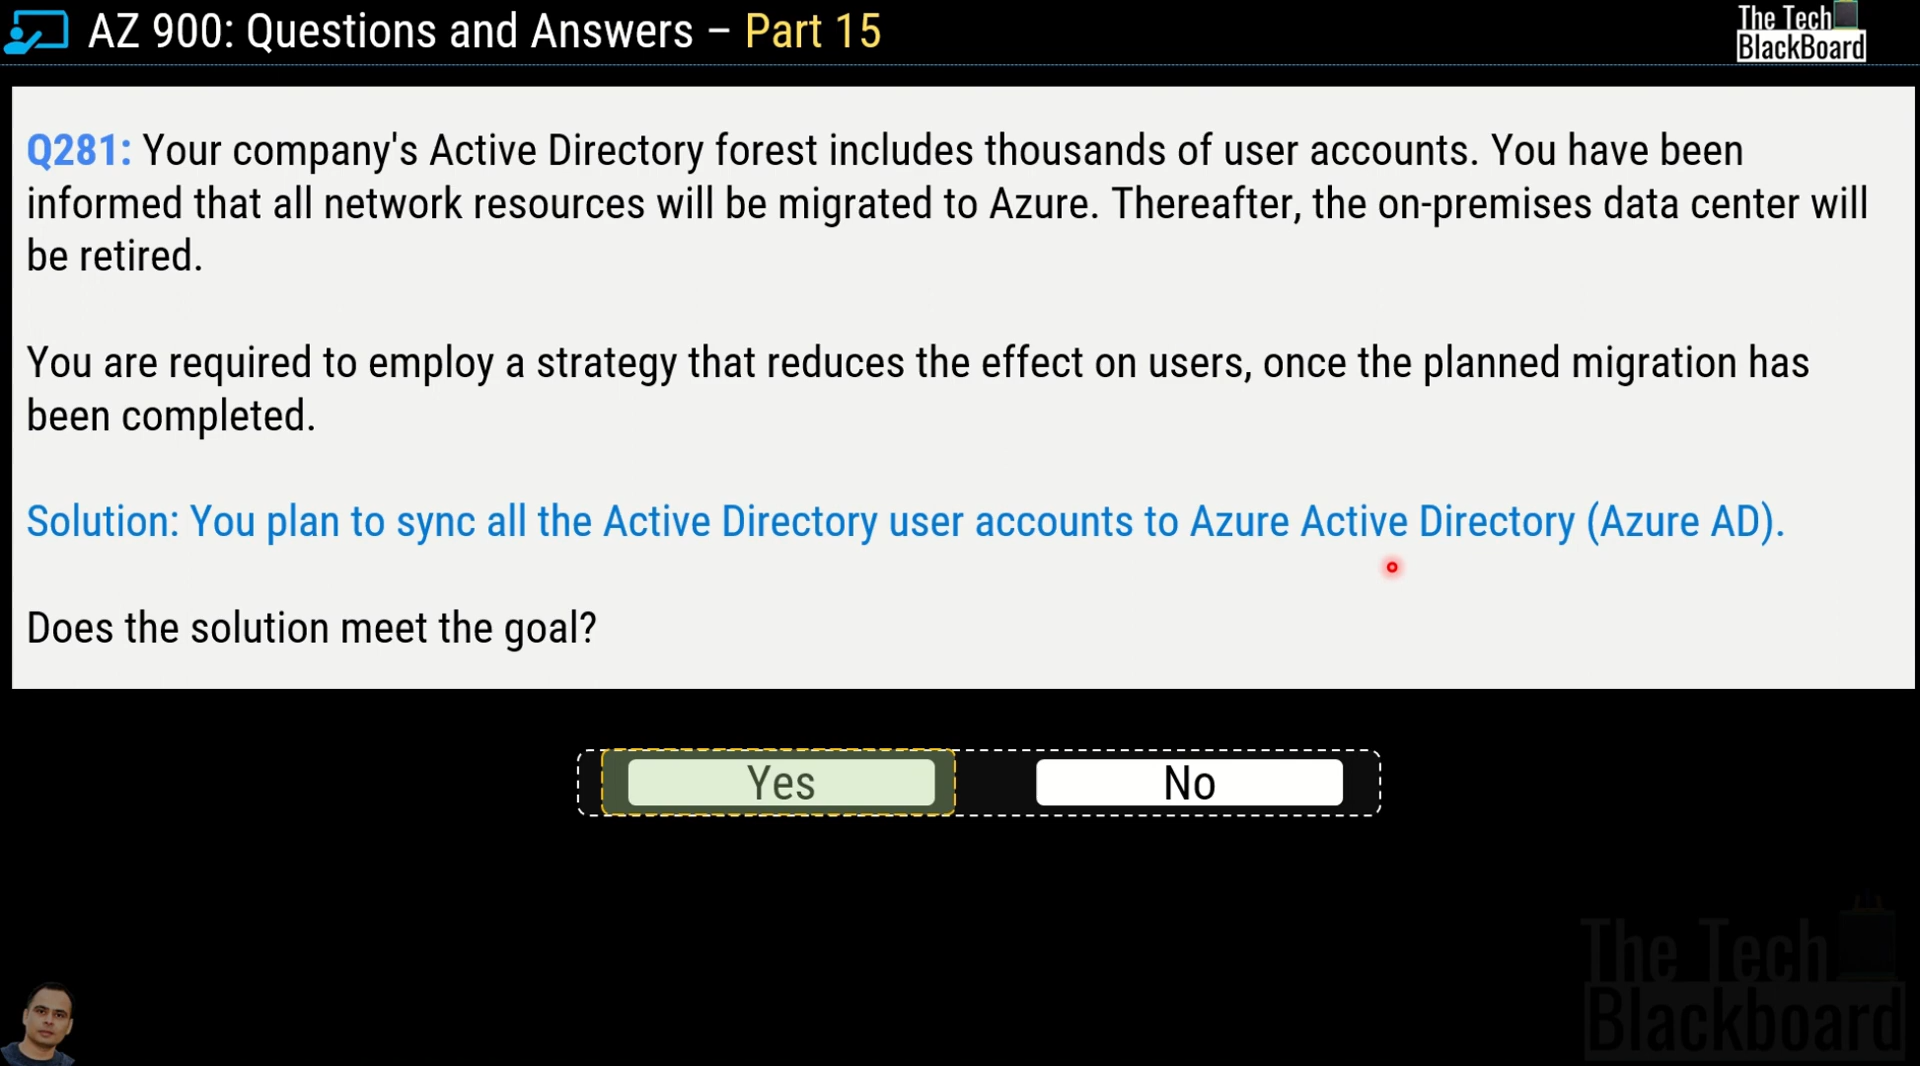 AZ 900: Questions and Answers – Part 15
The Tech
BlackBoard
Q281: Your company's Active Directory forest includes thousands of user accounts. You have been
informed that all network resources will be migrated to Azure. Thereafter, the on-premises data center will
be retired.
You are required to employ a strategy that reduces the effect on users, once the planned migration has
been completed.
Solution: You plan to sync all the Active Directory user accounts to Azure Active Directory (Azure AD).
Does the solution meet the goal?
Yes No
The Tech
Blackboard